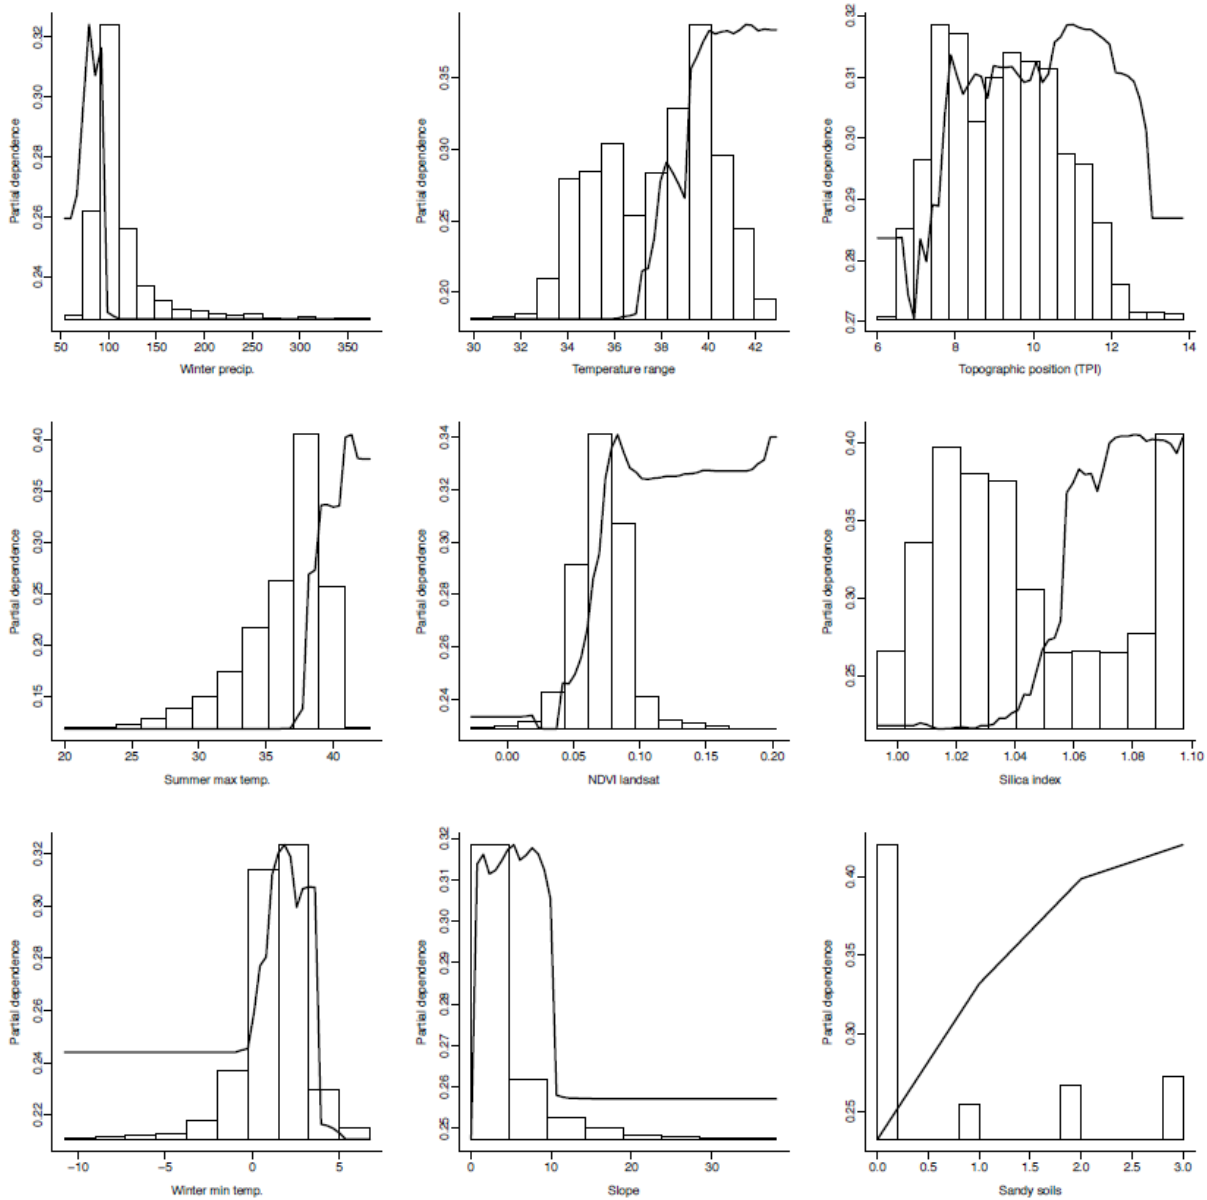 Partial dependence
0.24 0.26 0.28 0.30 0.32
50 100 150 200 250 300 350
Winter precip.
Partial dependence
0.20 0.25 0.30 0.35
30 32 34 36 38 40 42
Temperature range
Partial dependence
0.27 0.28 0.29 0.30 0.31 0.32
6 8 10 12 14
Topographic position (TPI)
Partial dependence
0.15 0.20 0.25 0.30 0.35 0.40
20 25 30 35 40
Summer max temp.
Partial dependence
0.24 0.26 0.28 0.30 0.32 0.34
0.00 0.05 0.10 0.15 0.20
NDVI landsat
Partial dependence
0.25 0.30 0.35 0.40
1.00 1.02 1.04 1.06 1.08 1.10
Silica index
Partial dependence
0.22 0.24 0.26 0.28 0.30 0.32
−10 −5 0 5
Winter min temp.
Partial dependence
0.25 0.26 0.27 0.28 0.29 0.30 0.31 0.32
0 10 20 30
Slope
Partial dependence
0.25 0.30 0.35 0.40
0.0 0.5 1.0 1.5 2.0 2.5 3.0
Sandy soils